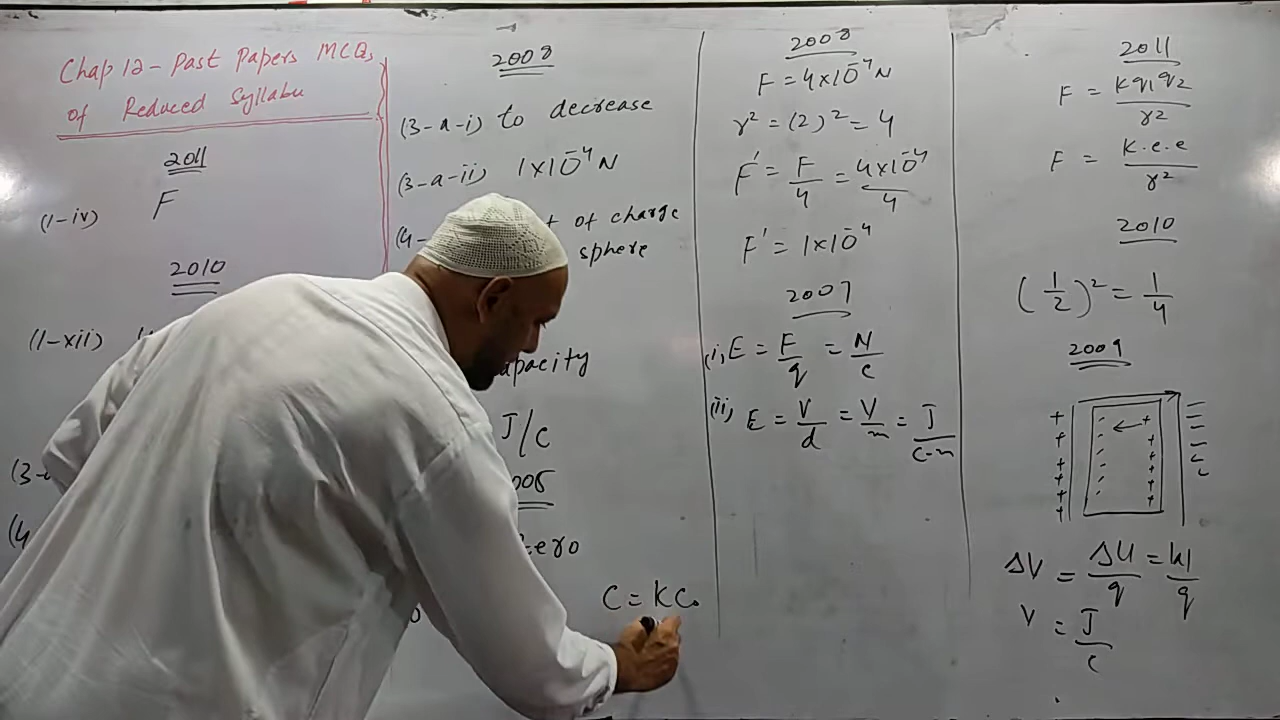 Chap 12 - Past Papers MCQs
of Reduced Syllabu
2011
(1-iv) F
2010
(1-xii)
2008
(3-a-i) to decrease
(3-a-ii) 1×10⁻⁴ N
of charge
sphere
apacity
J/C
zero
C = KC₀
2008
F = 4×10⁻⁴ N
r² = (2)² = 4
F' = F/4 = 4×10⁻⁴/4
F' = 1×10⁻⁴
2007
(i) E = F/q = N/C
(ii) E = V/d = V/m = J/C-m
2011
F = Kq₁q₂/r²
F = K.e.e/r²
2010
(1/2)² = 1/4
2009
ΔV = ΔU/q = W/q
V = J/C